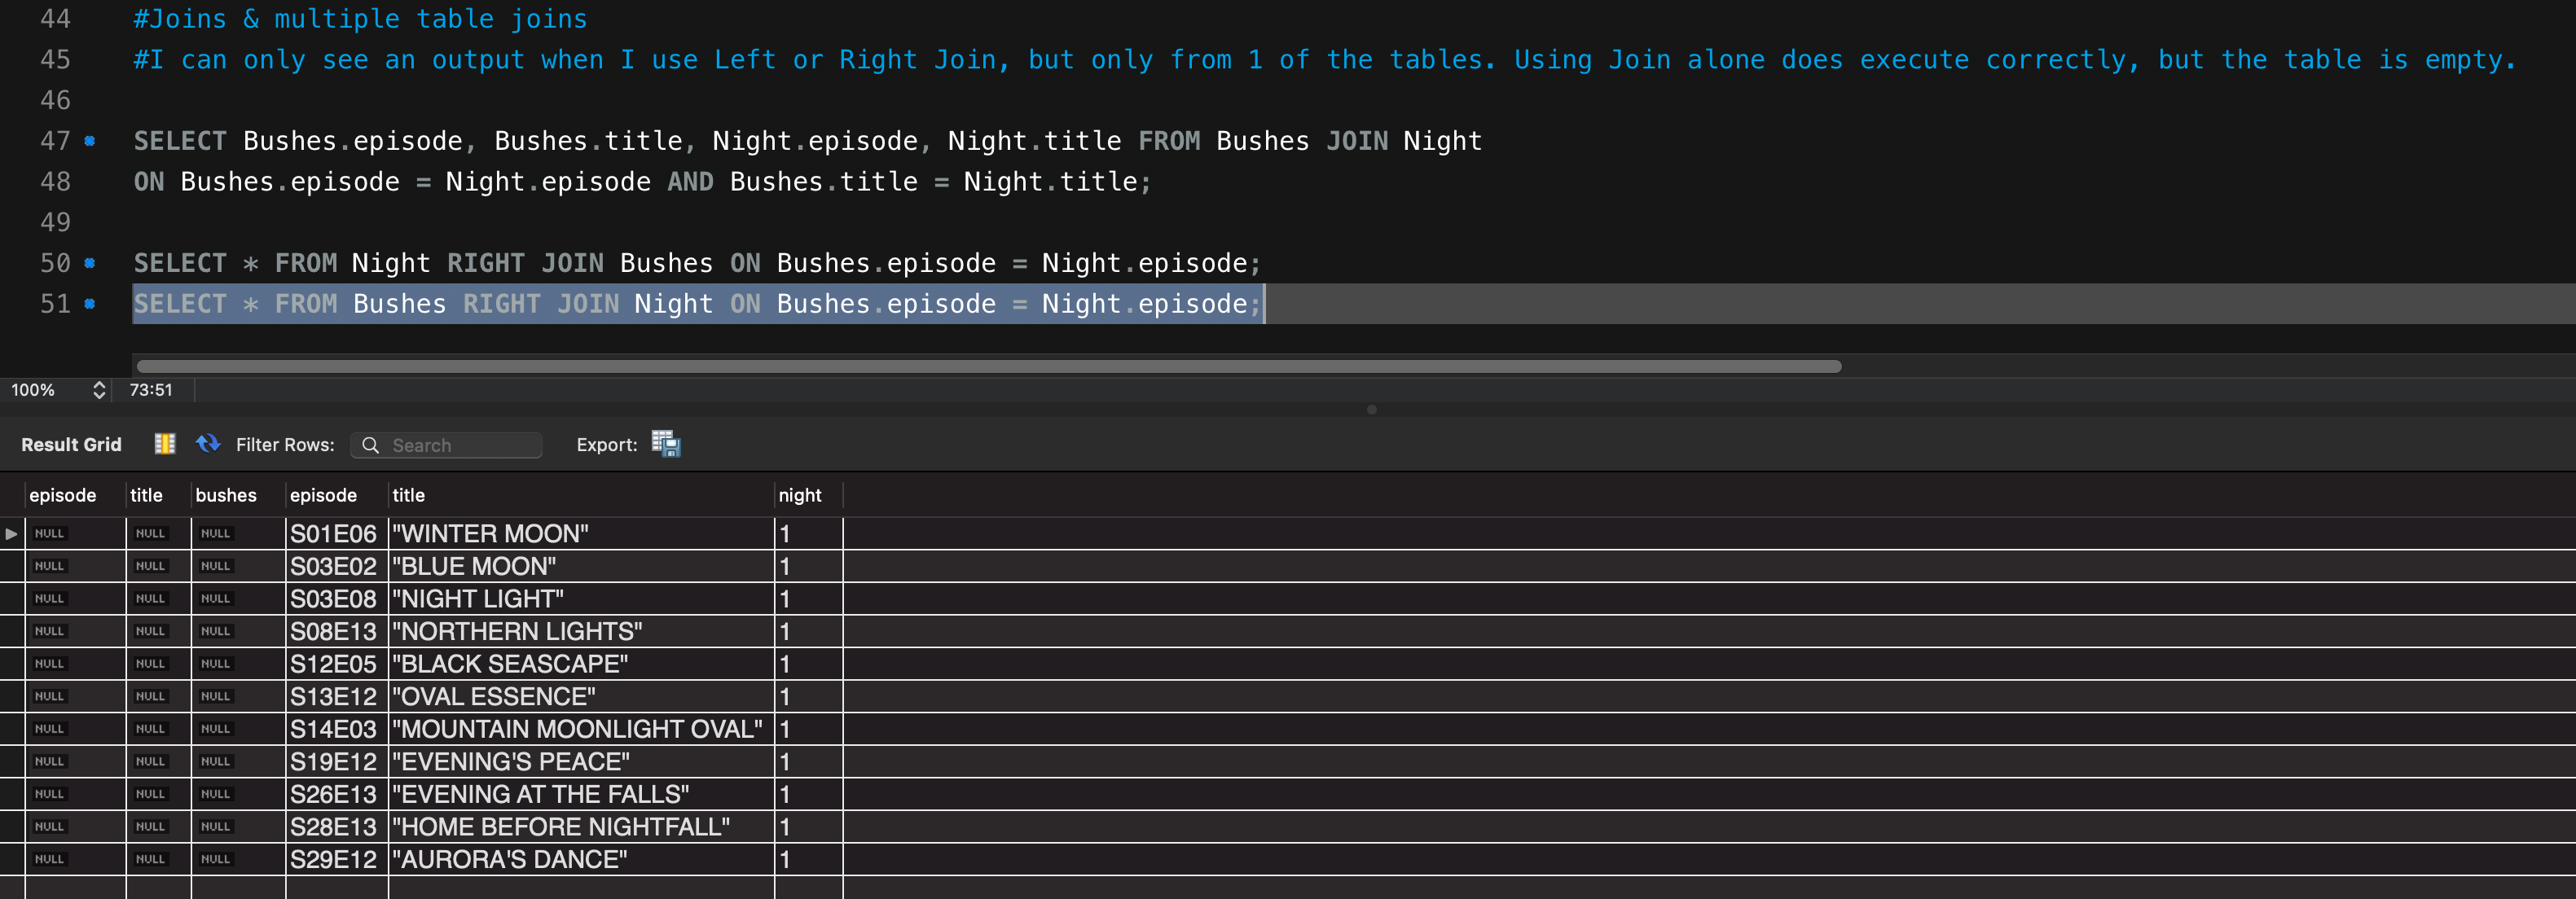 44 #Joins & multiple table joins
45 #I can only see an output when I use Left or Right Join, but only from 1 of the tables. Using Join alone does execute correctly, but the table is empty.
46
47 SELECT Bushes.episode, Bushes.title, Night.episode, Night.title FROM Bushes JOIN Night
48 ON Bushes.episode = Night.episode AND Bushes.title = Night.title;
49
50 SELECT * FROM Night RIGHT JOIN Bushes ON Bushes.episode = Night.episode;
51 SELECT * FROM Bushes RIGHT JOIN Night ON Bushes.episode = Night.episode;
100% 73:51
Result Grid Filter Rows: Search Export:
episode title bushes episode title night
NULL NULL NULL S01E06 "WINTER MOON" 1
NULL NULL NULL S03E02 "BLUE MOON" 1
NULL NULL NULL S03E08 "NIGHT LIGHT" 1
NULL NULL NULL S08E13 "NORTHERN LIGHTS" 1
NULL NULL NULL S12E05 "BLACK SEASCAPE" 1
NULL NULL NULL S13E12 "OVAL ESSENCE" 1
NULL NULL NULL S14E03 "MOUNTAIN MOONLIGHT OVAL" 1
NULL NULL NULL S19E12 "EVENING'S PEACE" 1
NULL NULL NULL S26E13 "EVENING AT THE FALLS" 1
NULL NULL NULL S28E13 "HOME BEFORE NIGHTFALL" 1
NULL NULL NULL S29E12 "AURORA'S DANCE" 1